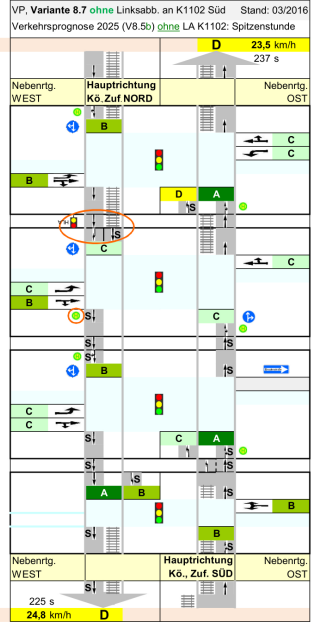 VP, Variante 8.7 ohne Linksabb. an K1102 Süd Stand: 03/2016
Verkehrsprognose 2025 (V8.5b) ohne LA K1102: Spitzenstunde
D 23,5 km/h
237 s
Nebenrtg. WEST
Hauptrichtung Kö. Zuf. NORD
Nebenrtg. OST
B
C
C
B
D A
S
S
C
C
C
B
S C
S
S S
S
B
C
C
C A
S S
S S
S
A B
B
S S
B
S
Nebenrtg. WEST
Hauptrichtung Kö., Zuf. SÜD
Nebenrtg. OST
S S
225 s
24,8 km/h D